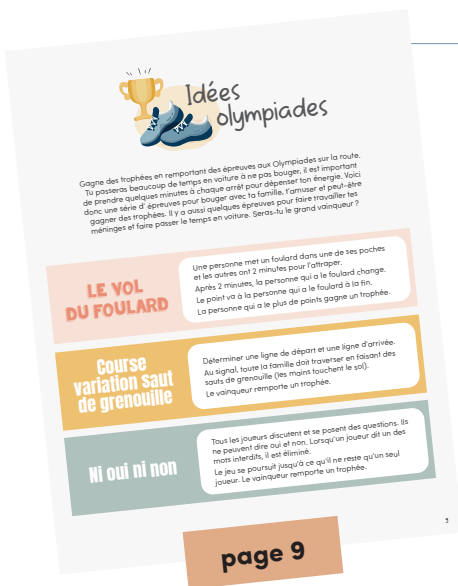 Idées
olympiades
Gagne des trophées en remportant des épreuves aux Olympiades sur la route.
Tu passeras beaucoup de temps en voiture à ne pas bouger, il est important
de prendre quelques minutes à chaque arrêt pour dépenser ton énergie. Voici
donc une série d' épreuves pour bouger avec ta famille, t'amuser et peut-être
gagner des trophées. Il y a aussi quelques épreuves pour faire travailler tes
méninges et faire passer le temps en voiture. Seras-tu le grand vainqueur ?
LE VOL
DU FOULARD
Une personne met un foulard dans une de ses poches
et les autres ont 2 minutes pour l'attraper.
Après 2 minutes, la personne qui a le foulard change.
Le point va à la personne qui a le foulard à la fin.
La personne qui a le plus de points gagne un trophée.
Course
variation saut
de grenouille
Déterminer une ligne de départ et une ligne d'arrivée.
Au signal, toute la famille doit traverser en faisant des
sauts de grenouille (les mains touchent le sol).
Le vainqueur remporte un trophée.
Ni oui ni non
Tous les joueurs discutent et se posent des questions. Ils
ne peuvent dire oui et non. Lorsqu'un joueur dit un des
mots interdits, il est éliminé.
Le jeu se poursuit jusqu'à ce qu'il ne reste qu'un seul
joueur. Le vainqueur remporte un trophée.
page 9